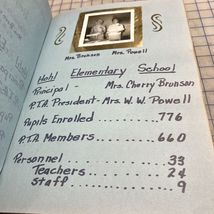 Mrs. Bronson Mrs. Powell
Hohl Elementary School
Principal - Mrs. Cherry Bronson
P.T.A. President - Mrs. W. W. Powell
Pupils Enrolled ..... 776
P.T.A. Members ..... 660
Personnel ........... 33
Teachers ........ 24
Staff ........... 9